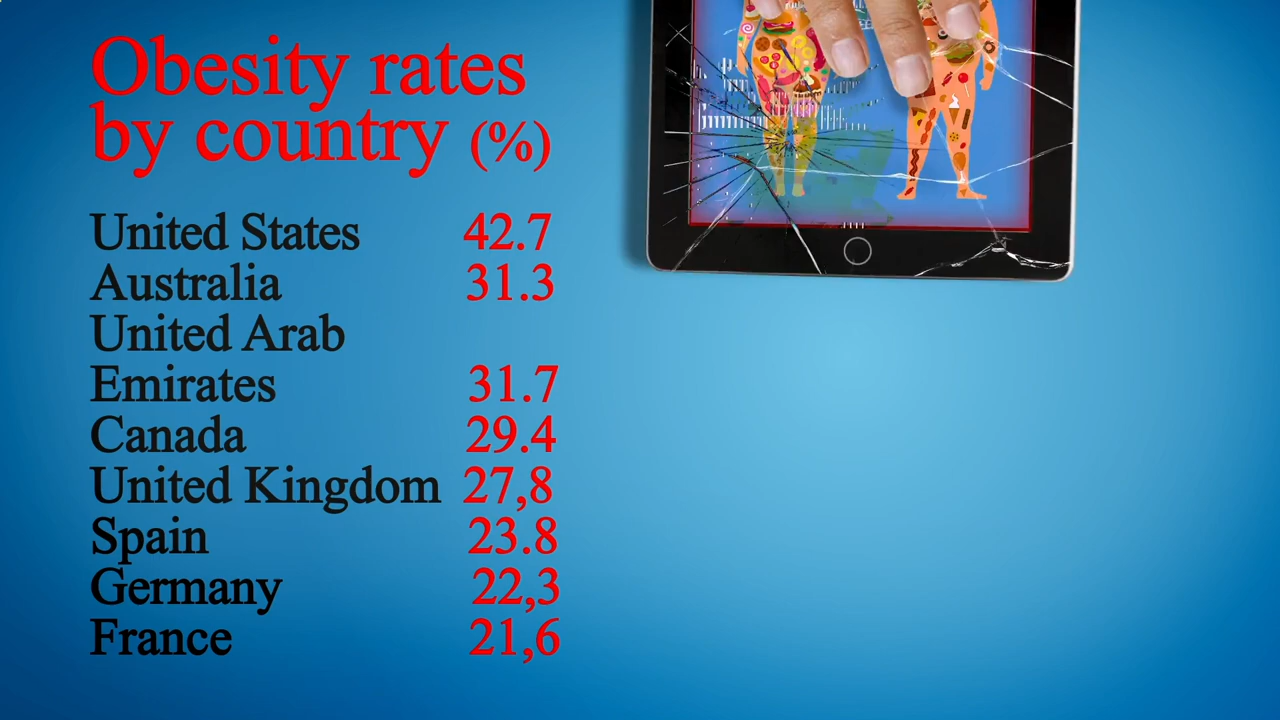 Obesity rates
by country (%)
United States 42.7
Australia 31.3
United Arab
Emirates 31.7
Canada 29.4
United Kingdom 27,8
Spain 23.8
Germany 22,3
France 21,6